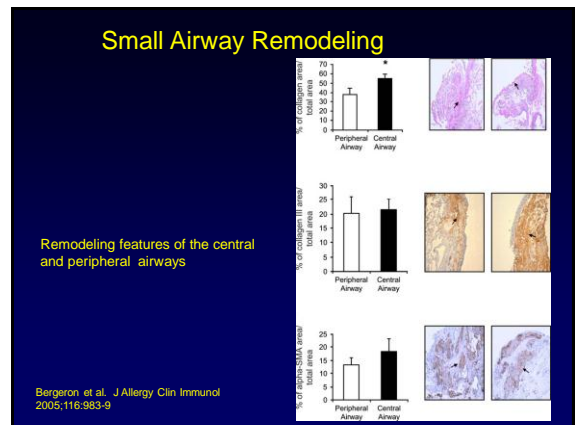 Small Airway Remodeling
Remodeling features of the central
and peripheral airways
Bergeron et al. J Allergy Clin Immunol
2005;116:983-9
% of collagen area/
total area
70
60
50
40
30
20
10
0
*
Peripheral Airway
Central Airway
% of collagen III area/
total area
30
25
20
15
10
5
0
Peripheral Airway
Central Airway
% of alpha-SMA area/
total area
25
20
15
10
5
0
Peripheral Airway
Central Airway